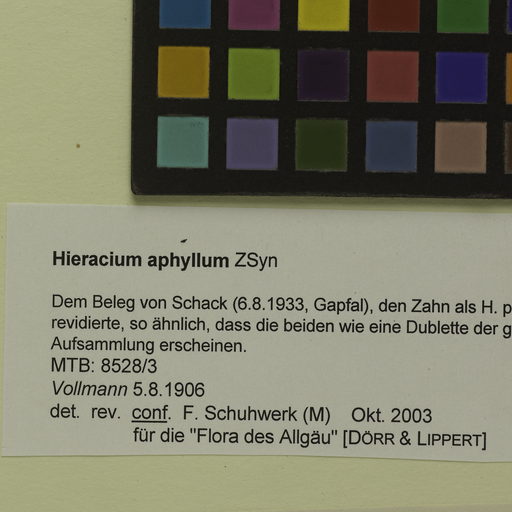 Hieracium aphyllum ZSyn
Dem Beleg von Schack (6.8.1933, Gapfal), den Zahn als H. p
revidierte, so ähnlich, dass die beiden wie eine Dublette der g
Aufsammlung erscheinen.
MTB: 8528/3
Vollmann 5.8.1906
det. rev. conf. F. Schuhwerk (M) Okt. 2003
für die "Flora des Allgäu" [DÖRR & LIPPERT]